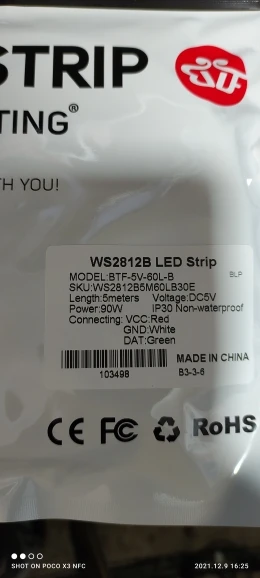 STRIP
TING®
TH YOU!
WS2812B LED Strip
MODEL:BTF-5V-60L-B BLP
SKU:WS2812B5M60LB30E
Length:5meters Voltage:DC5V
Power:90W IP30 Non-waterproof
Connecting: VCC:Red
GND:White
DAT:Green
MADE IN CHINA
103498 B3-3-6
CE FC RoHS
SHOT ON POCO X3 NFC 2021.12.9 16:25